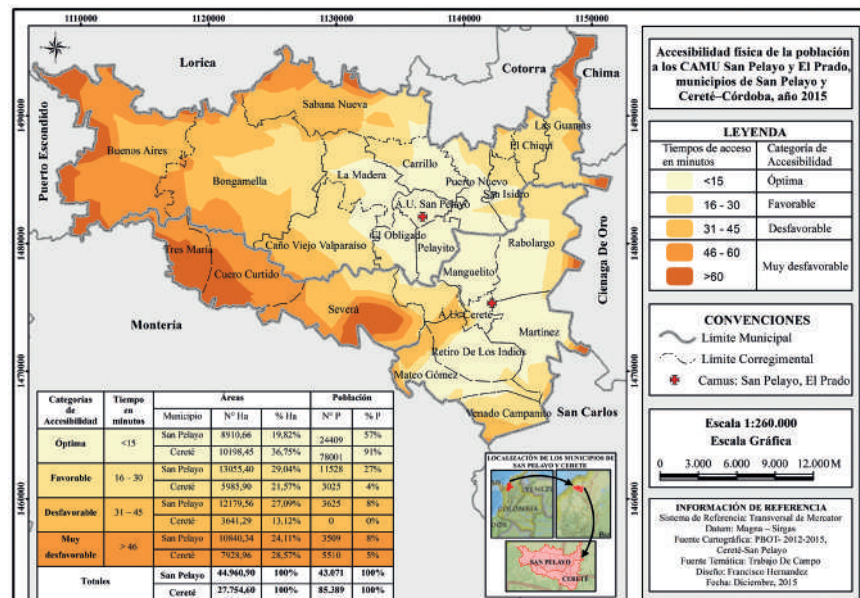 1110000
1120000
1130000
1140000
1150000
1490000
1480000
1470000
1460000
1490000
1480000
1470000
1460000
Lorica
Cotorra
Chima
Puerto Escondido
Cienaga De Oro
Montería
San Carlos
Sabana Nueva
Las Guamas
El Chiqui
Buenos Aires
Carrillo
La Madera
Bongamella
Puerto Nuevo
San Isidro
A.U. San Pelayo
El Obligado
Pelayito
Rabolargo
Caño Viejo Valparaíso
Tres María
Cuero Curtido
Manguelito
Severá
A.U. Cereté
Martinez
Retiro De Los Indios
Mateo Gómez
Venado Campanito
Accesibilidad física de la población
a los CAMU San Pelayo y El Prado,
municipios de San Pelayo y
Cereté–Córdoba, año 2015
LEYENDA
Tiempos de acceso en minutos
Categoría de Accesibilidad
<15 Óptima
16 - 30 Favorable
31 - 45 Desfavorable
46 - 60
Muy desfavorable
>60
CONVENCIONES
Límite Municipal
Límite Corregimental
Camus: San Pelayo, El Prado
Escala 1:260.000
Escala Gráfica
0 3.000 6.000 9.000 12.000 M
INFORMACIÓN DE REFERENCIA
Sistema de Referencia: Transversal de Mercator
Datum: Magna – Sirgas
Fuente Cartográfica: PBOT- 2012-2015,
Cereté-San Pelayo
Fuente Temática: Trabajo De Campo
Diseño: Francisco Hernandez
Fecha: Diciembre, 2015
Categorías de Accesibilidad Tiempo en minutos Áreas Población
Municipio Nº Ha % Ha Nº P % P
Óptima <15 San Pelayo 8910,66 19,82% 24409 57%
Cereté 10198,45 36,75% 78001 91%
Favorable 16 – 30 San Pelayo 13055,40 29,04% 11528 27%
Cereté 5985,90 21,57% 3025 4%
Desfavorable 31 – 45 San Pelayo 12179,56 27,09% 3625 8%
Cereté 3641,29 13,12% 0 0%
Muy desfavorable > 46 San Pelayo 10840,34 24,11% 3509 8%
Cereté 7928,96 28,57% 5510 5%
Totales San Pelayo 44.960,90 100% 43.071 100%
Cereté 27.754,60 100% 85.389 100%
LOCALIZACIÓN DE LOS MUNICIPIOS DE
SAN PELAYO Y CERETE
COLOMBIA
SAN PELAYO
CERETÉ